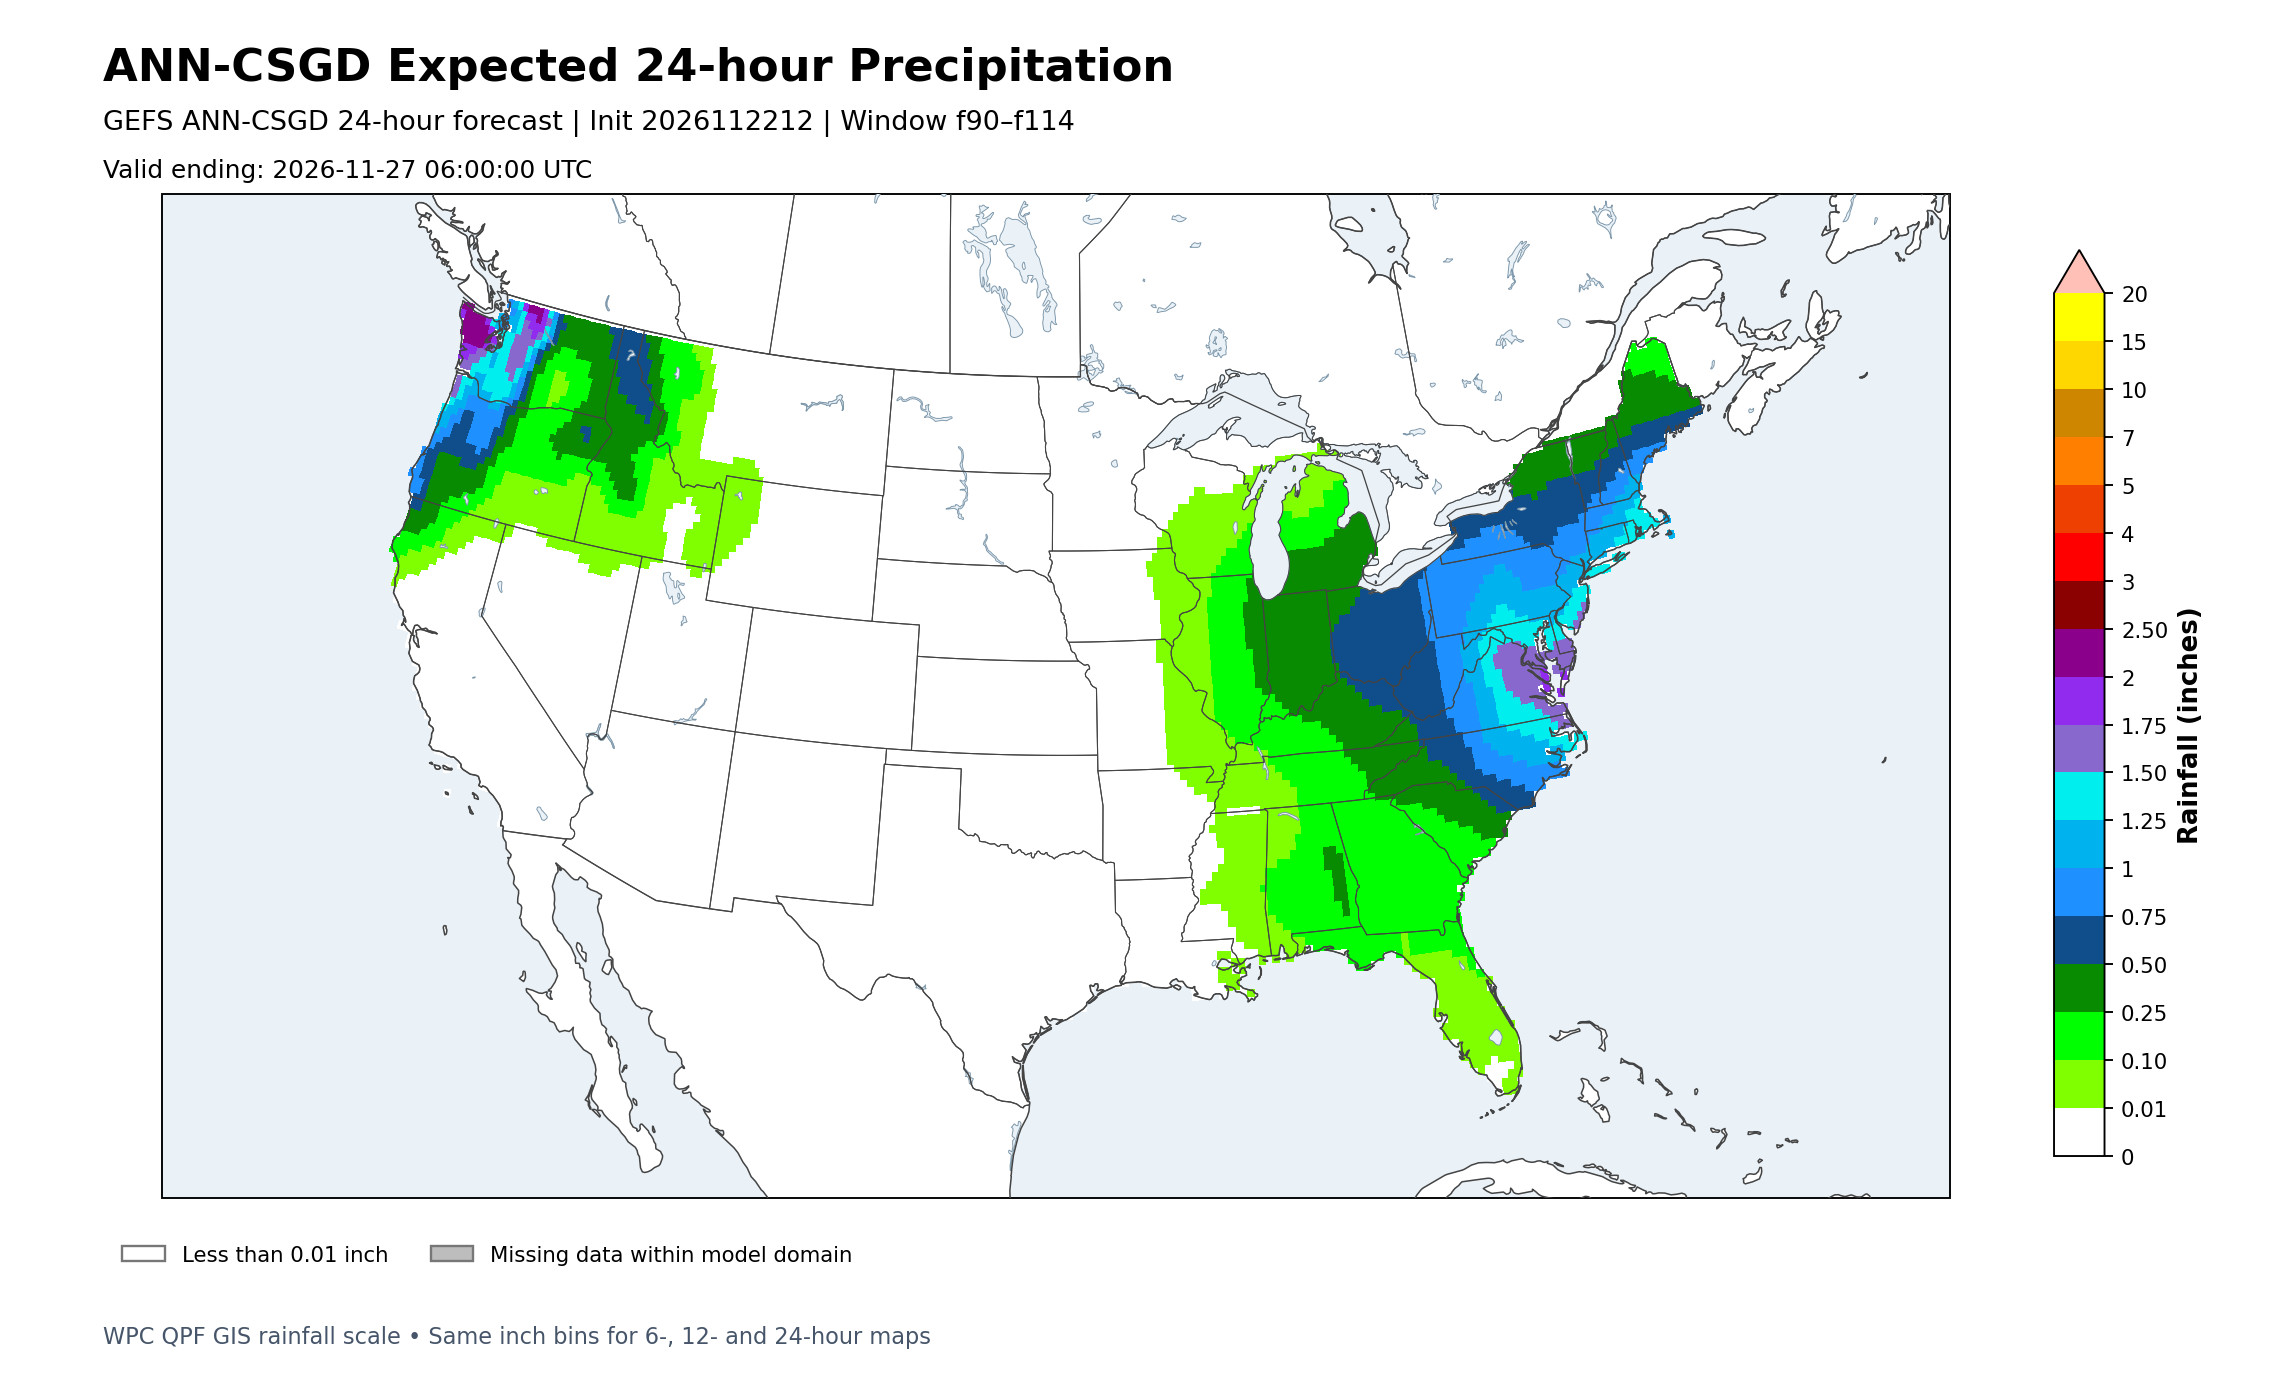 ANN-CSGD Expected 24-hour Precipitation
GEFS ANN-CSGD 24-hour forecast | Init 2026112212 | Window f90–f114
Valid ending: 2026-11-27 06:00:00 UTC
20
15
10
7
5
4
3
2.50
2
1.75
1.50
1.25
1
0.75
0.50
0.25
0.10
0.01
0
Rainfall (inches)
Less than 0.01 inch
Missing data within model domain
WPC QPF GIS rainfall scale • Same inch bins for 6-, 12- and 24-hour maps